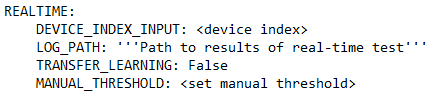 REALTIME:
    DEVICE_INDEX_INPUT: <device index>
    LOG_PATH: '''Path to results of real-time test'''
    TRANSFER_LEARNING: False
    MANUAL_THRESHOLD: <set manual threshold>